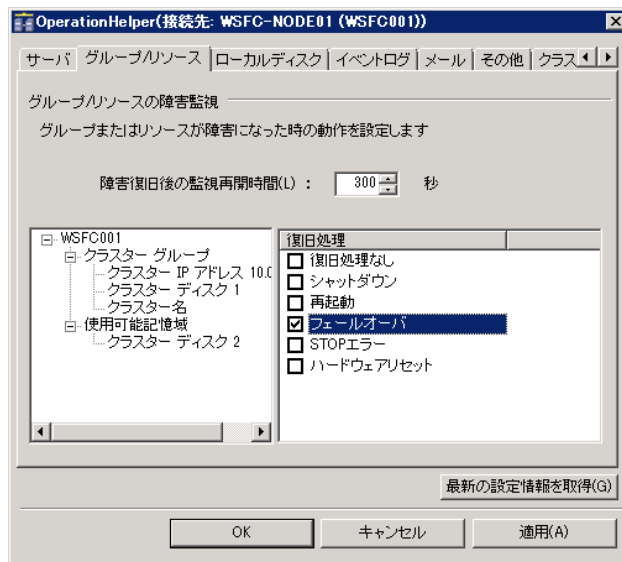 OperationHelper(接続先: WSFC-NODE01 (WSFC001))
サーバ グループ/リソース ローカルディスク イベントログ メール その他 クラス
グループ/リソースの障害監視
グループまたはリソースが障害になった時の動作を設定します
障害復旧後の監視再開時間(L) : 300 秒
WSFC001
クラスター グループ
クラスター IP アドレス 10.0
クラスター ディスク 1
クラスター名
使用可能記憶域
クラスター ディスク 2
復旧処理
復旧処理なし
シャットダウン
再起動
フェールオーバ
STOPエラー
ハードウェアリセット
最新の設定情報を取得(G)
OK キャンセル 適用(A)